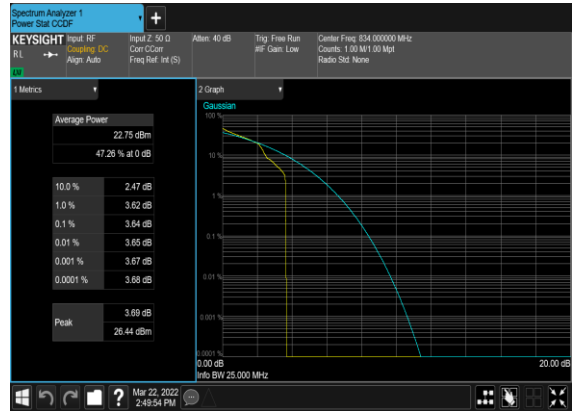 Spectrum Analyzer 1
Power Stat CCDF
+
KEYSIGHT
R L
LW
Input: RF
Coupling: DC
Align: Auto
Input Z: 50 Ω
Corr CCorr
Freq Ref: Int (S)
Atten: 40 dB
Trig: Free Run
#IF Gain: Low
Center Freq: 834.000000 MHz
Counts: 1.00 M/1.00 Mpt
Radio Std: None
1 Metrics
Average Power
22.75 dBm
47.26 % at 0 dB
10.0 % 2.47 dB
1.0 % 3.62 dB
0.1 % 3.64 dB
0.01 % 3.65 dB
0.001 % 3.67 dB
0.0001 % 3.68 dB
Peak
3.69 dB
26.44 dBm
2 Graph
Gaussian
100 %
10 %
1 %
0.1 %
0.01 %
0.001 %
0.0001 %
0.00 dB 20.00 dB
Info BW 25.000 MHz
?
Mar 22, 2022
2:49:54 PM